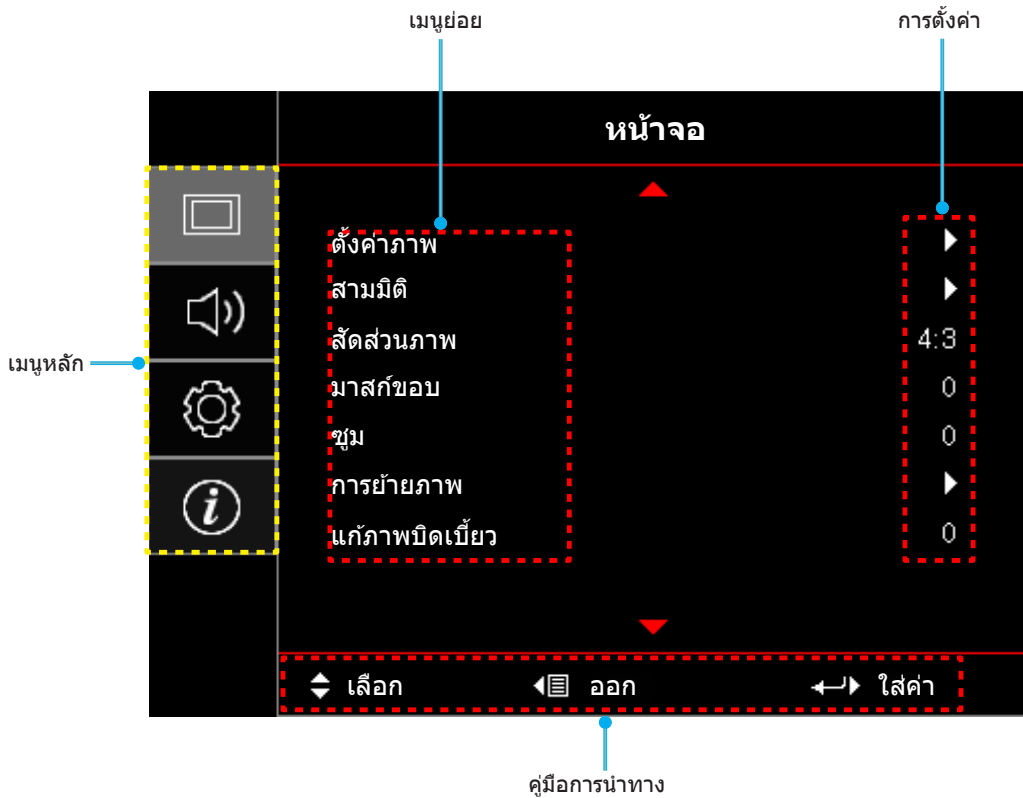 เมนูย่อย
การตั้งค่า
หน้าจอ
ตั้งค่าภาพ
สามมิติ
สัดส่วนภาพ 4:3
เมนูหลัก
มาสก์ขอบ 0
ซูม 0
การย้ายภาพ
แก้ภาพบิดเบี้ยว 0
เลือก ออก ใส่ค่า
คู่มือการนำทาง